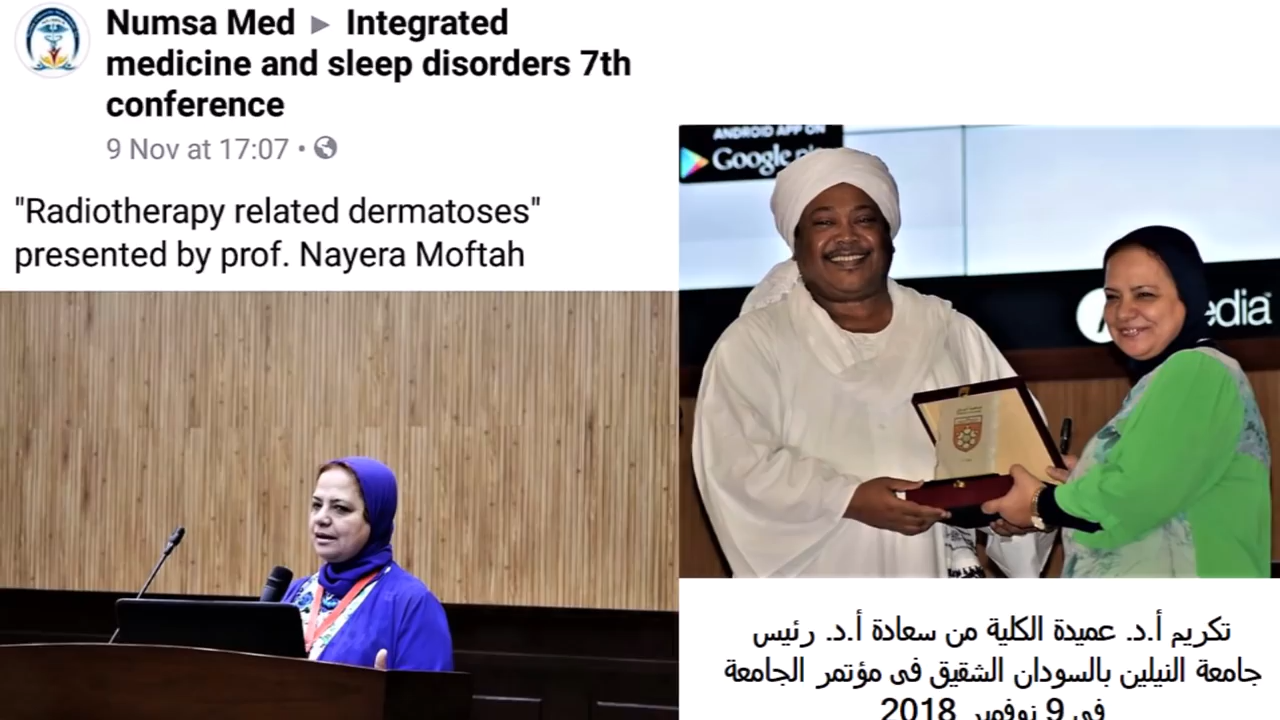 Numsa Med ▸ Integrated
medicine and sleep disorders 7th
conference
9 Nov at 17:07 •
"Radiotherapy related dermatoses"
presented by prof. Nayera Moftah
ANDROID APP ON
Google
edia
تكريم أ.د. عميدة الكلية من سعادة أ.د. رئيس
جامعة النيلين بالسودان الشقيق فى مؤتمر الجامعة
فى 9 نوفمبر 2018